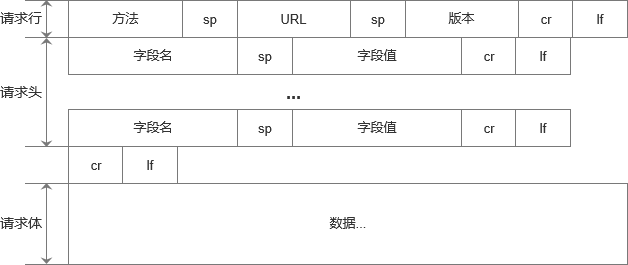 请求行 方法 sp URL sp 版本 cr lf
字段名 sp 字段值 cr lf
请求头
...
字段名 sp 字段值 cr lf
cr lf
请求体 数据...